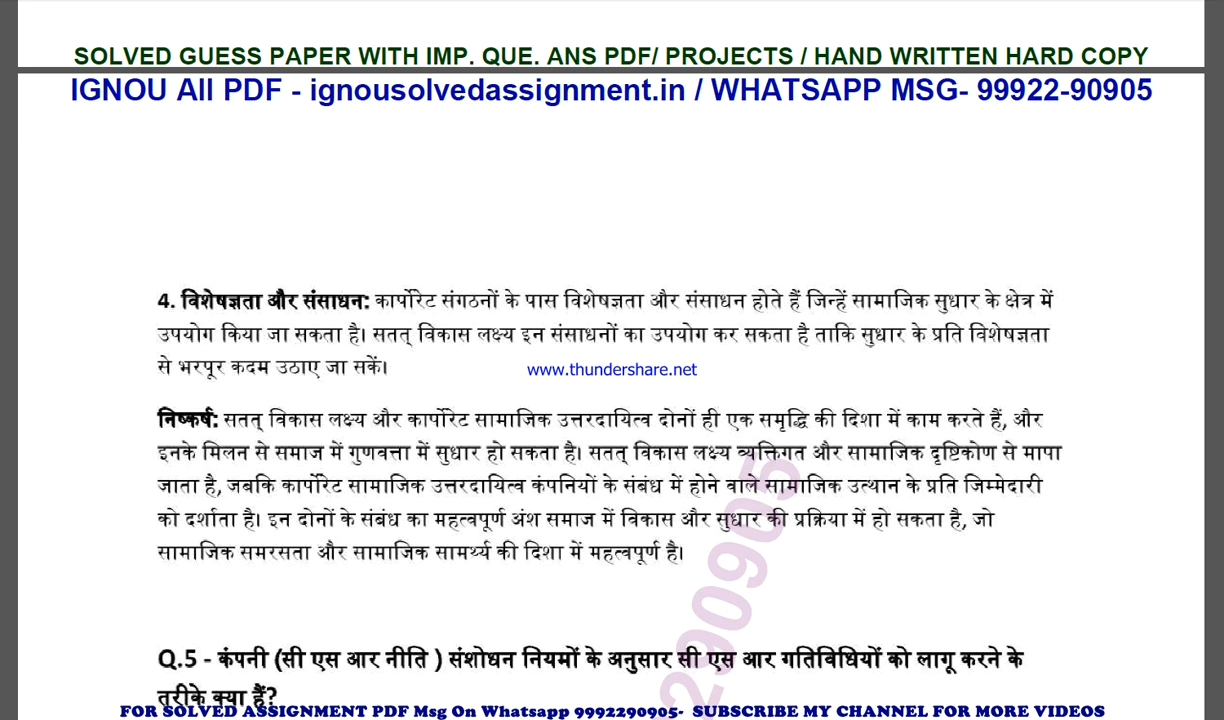 SOLVED GUESS PAPER WITH IMP. QUE. ANS PDF/ PROJECTS / HAND WRITTEN HARD COPY
IGNOU All PDF - ignousolvedassignment.in / WHATSAPP MSG- 99922-90905
4. विशेषज्ञता और संसाधन: कार्पोरेट संगठनों के पास विशेषज्ञता और संसाधन होते हैं जिन्हें सामाजिक सुधार के क्षेत्र में
उपयोग किया जा सकता है। सतत् विकास लक्ष्य इन संसाधनों का उपयोग कर सकता है ताकि सुधार के प्रति विशेषज्ञता
से भरपूर कदम उठाए जा सकें।
www.thundershare.net
निष्कर्ष: सतत् विकास लक्ष्य और कार्पोरेट सामाजिक उत्तरदायित्व दोनों ही एक समृद्धि की दिशा में काम करते हैं, और
इनके मिलन से समाज में गुणवत्ता में सुधार हो सकता है। सतत् विकास लक्ष्य व्यक्तिगत और सामाजिक दृष्टिकोण से मापा
जाता है, जबकि कार्पोरेट सामाजिक उत्तरदायित्व कंपनियों के संबंध में होने वाले सामाजिक उत्थान के प्रति जिम्मेदारी
को दर्शाता है। इन दोनों के संबंध का महत्वपूर्ण अंश समाज में विकास और सुधार की प्रक्रिया में हो सकता है, जो
सामाजिक समरसता और सामाजिक सामर्थ्य की दिशा में महत्वपूर्ण है।
290905
Q.5 - कंपनी (सी एस आर नीति ) संशोधन नियमों के अनुसार सी एस आर गतिविधियों को लागू करने के
तरीके क्या हैं?
FOR SOLVED ASSIGNMENT PDF Msg On Whatsapp 9992290905- SUBSCRIBE MY CHANNEL FOR MORE VIDEOS